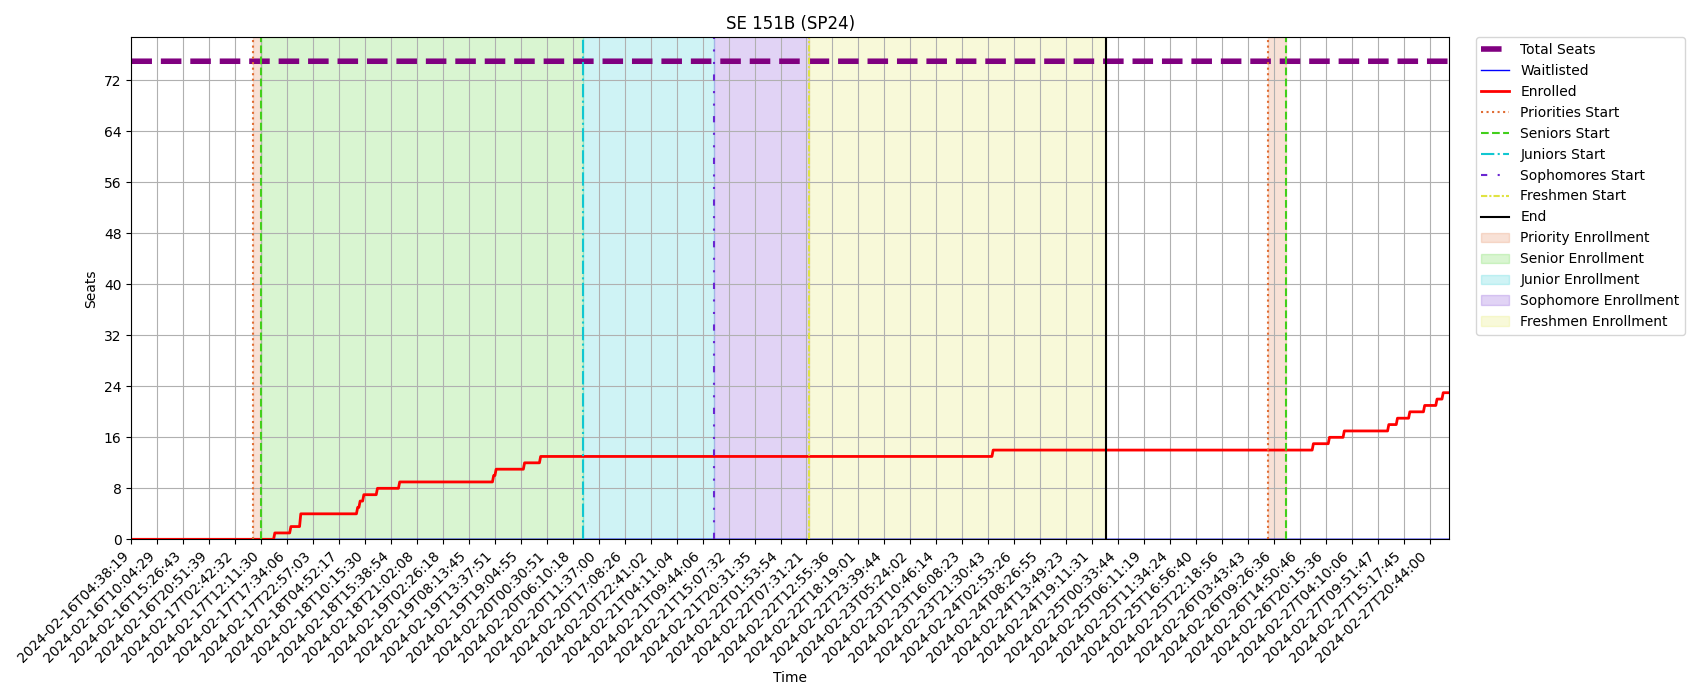 SE 151B (SP24)
Seats
72
64
56
48
40
32
24
16
8
0
2024-02-16T04:38:19
2024-02-16T10:04:29
2024-02-16T15:26:43
2024-02-16T20:51:39
2024-02-17T02:42:32
2024-02-17T12:11:30
2024-02-17T17:34:06
2024-02-17T22:57:03
2024-02-18T04:52:17
2024-02-18T10:15:30
2024-02-18T15:38:54
2024-02-18T21:02:08
2024-02-19T02:26:18
2024-02-19T08:13:45
2024-02-19T13:37:51
2024-02-19T19:04:55
2024-02-20T00:30:51
2024-02-20T06:10:18
2024-02-20T11:37:00
2024-02-20T17:08:26
2024-02-20T22:41:02
2024-02-21T04:11:04
2024-02-21T09:44:06
2024-02-21T15:07:32
2024-02-21T20:31:35
2024-02-22T01:53:54
2024-02-22T07:31:21
2024-02-22T12:55:36
2024-02-22T18:19:01
2024-02-22T23:39:44
2024-02-23T05:24:02
2024-02-23T10:46:14
2024-02-23T16:08:23
2024-02-23T21:30:43
2024-02-24T02:53:26
2024-02-24T08:26:55
2024-02-24T13:49:23
2024-02-24T19:11:31
2024-02-25T00:33:44
2024-02-25T06:11:19
2024-02-25T11:34:24
2024-02-25T16:56:40
2024-02-25T22:18:56
2024-02-26T03:43:43
2024-02-26T09:26:36
2024-02-26T14:50:46
2024-02-26T20:15:36
2024-02-27T04:10:06
2024-02-27T09:51:47
2024-02-27T15:17:45
2024-02-27T20:44:00
Time
Total Seats
Waitlisted
Enrolled
Priorities Start
Seniors Start
Juniors Start
Sophomores Start
Freshmen Start
End
Priority Enrollment
Senior Enrollment
Junior Enrollment
Sophomore Enrollment
Freshmen Enrollment